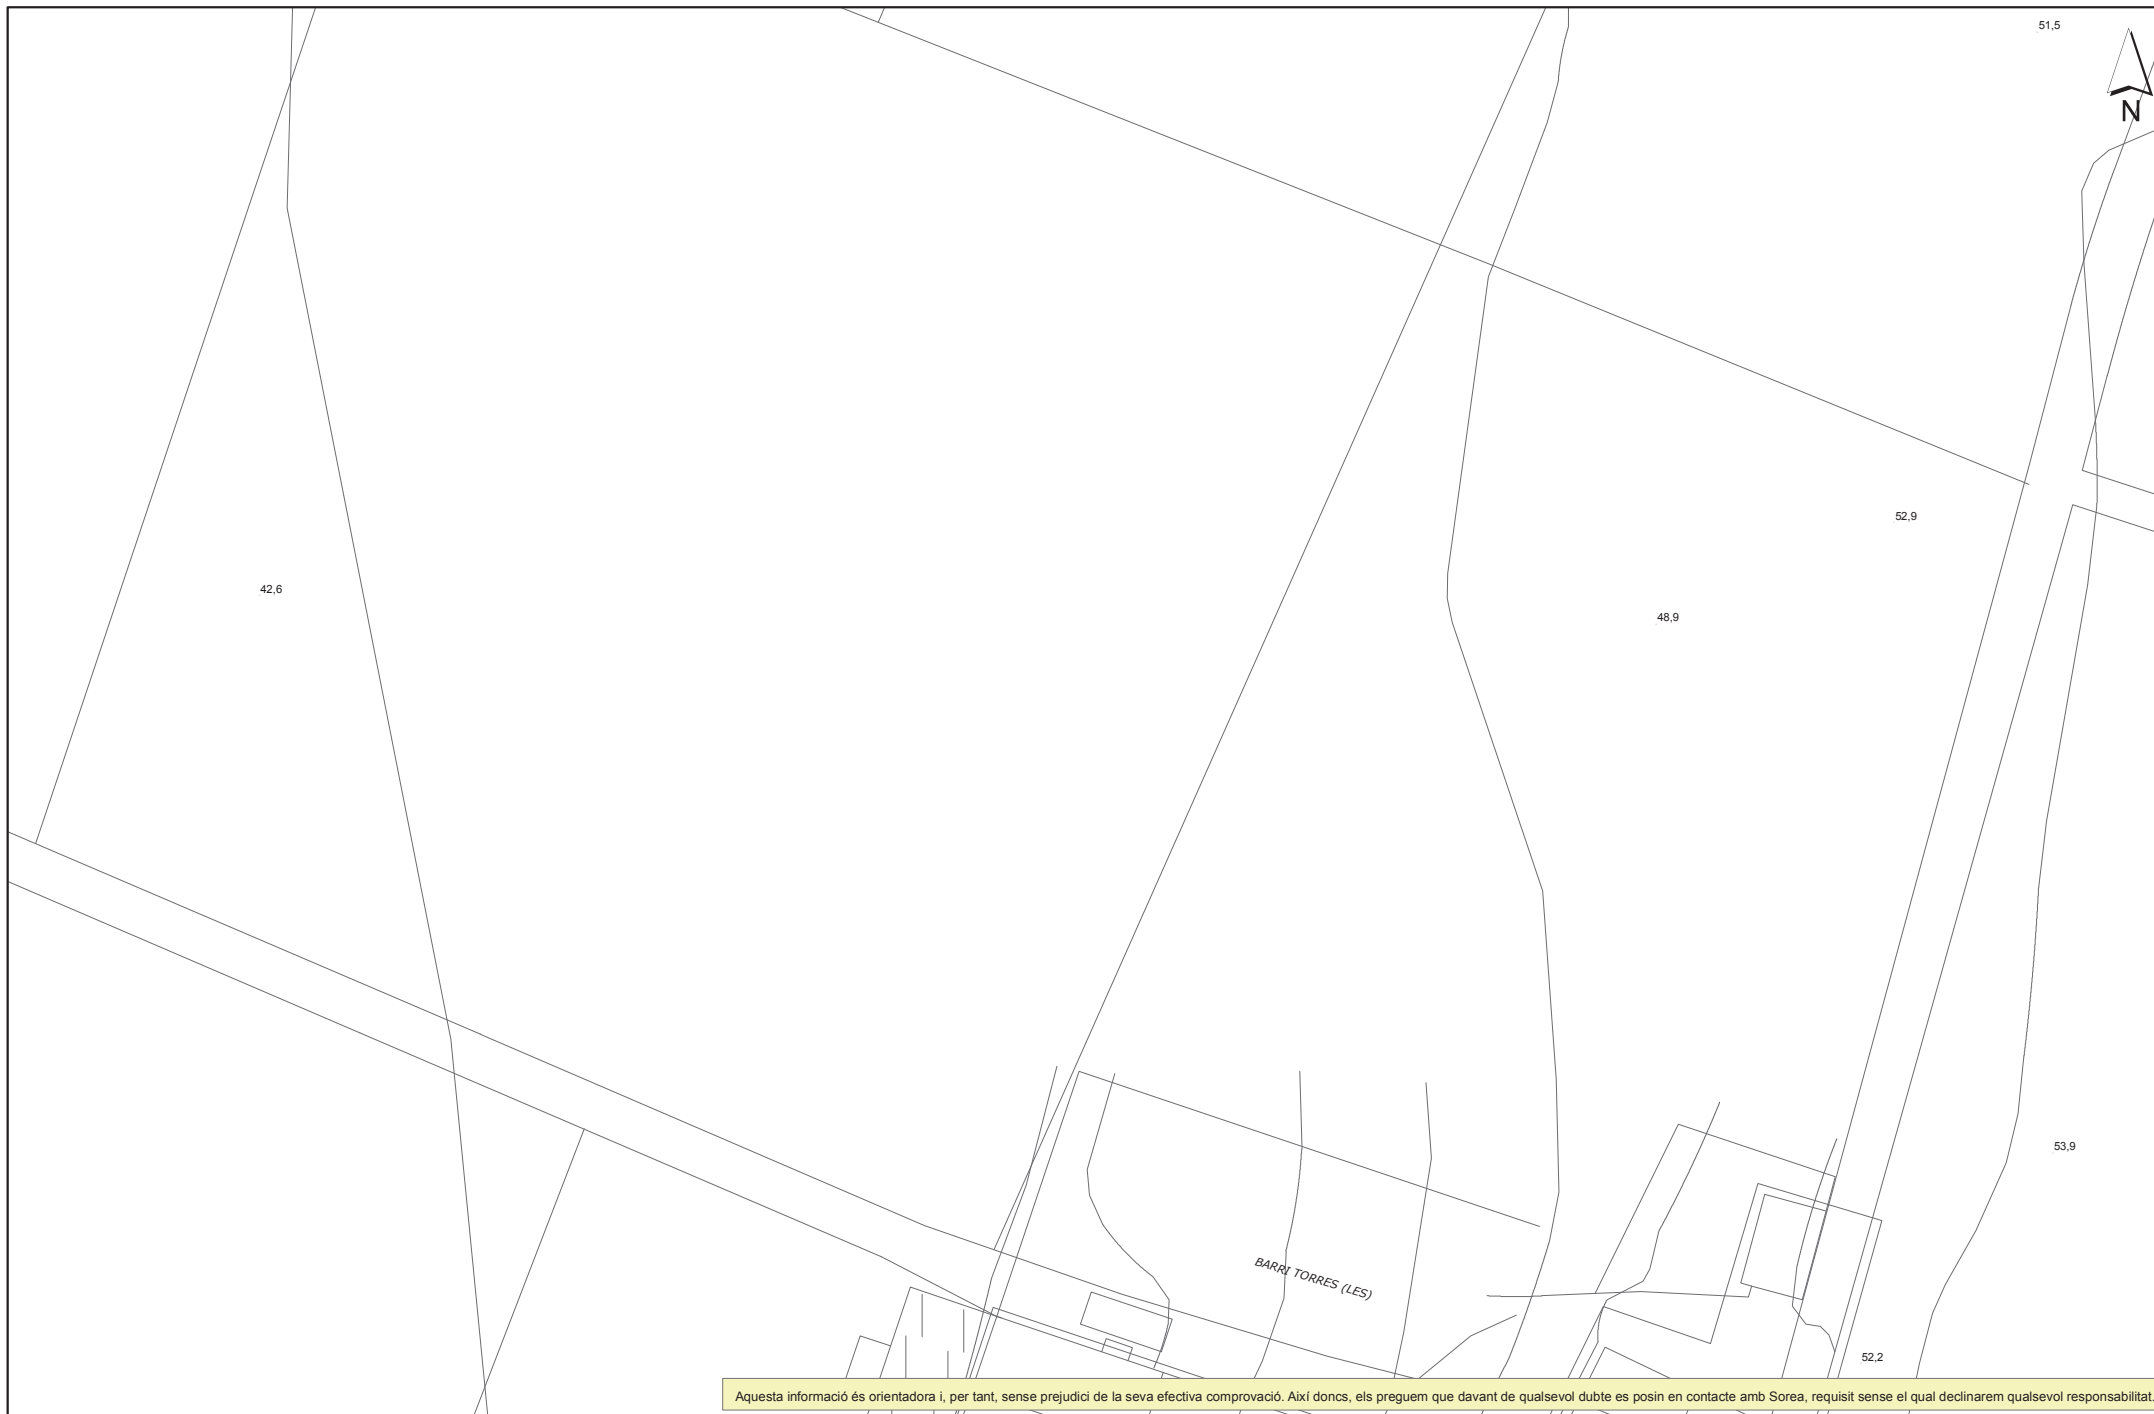 51,5
N
52,9
42,6
48,9
53,9
BARRI TORRES (LES)
52,2
Aquesta informació és orientadora i, per tant, sense prejudici de la seva efectiva comprovació. Així doncs, els preguem que davant de qualsevol dubte es posin en contacte amb Sorea, requisit sense el qual declinarem qualsevol responsabilitat.